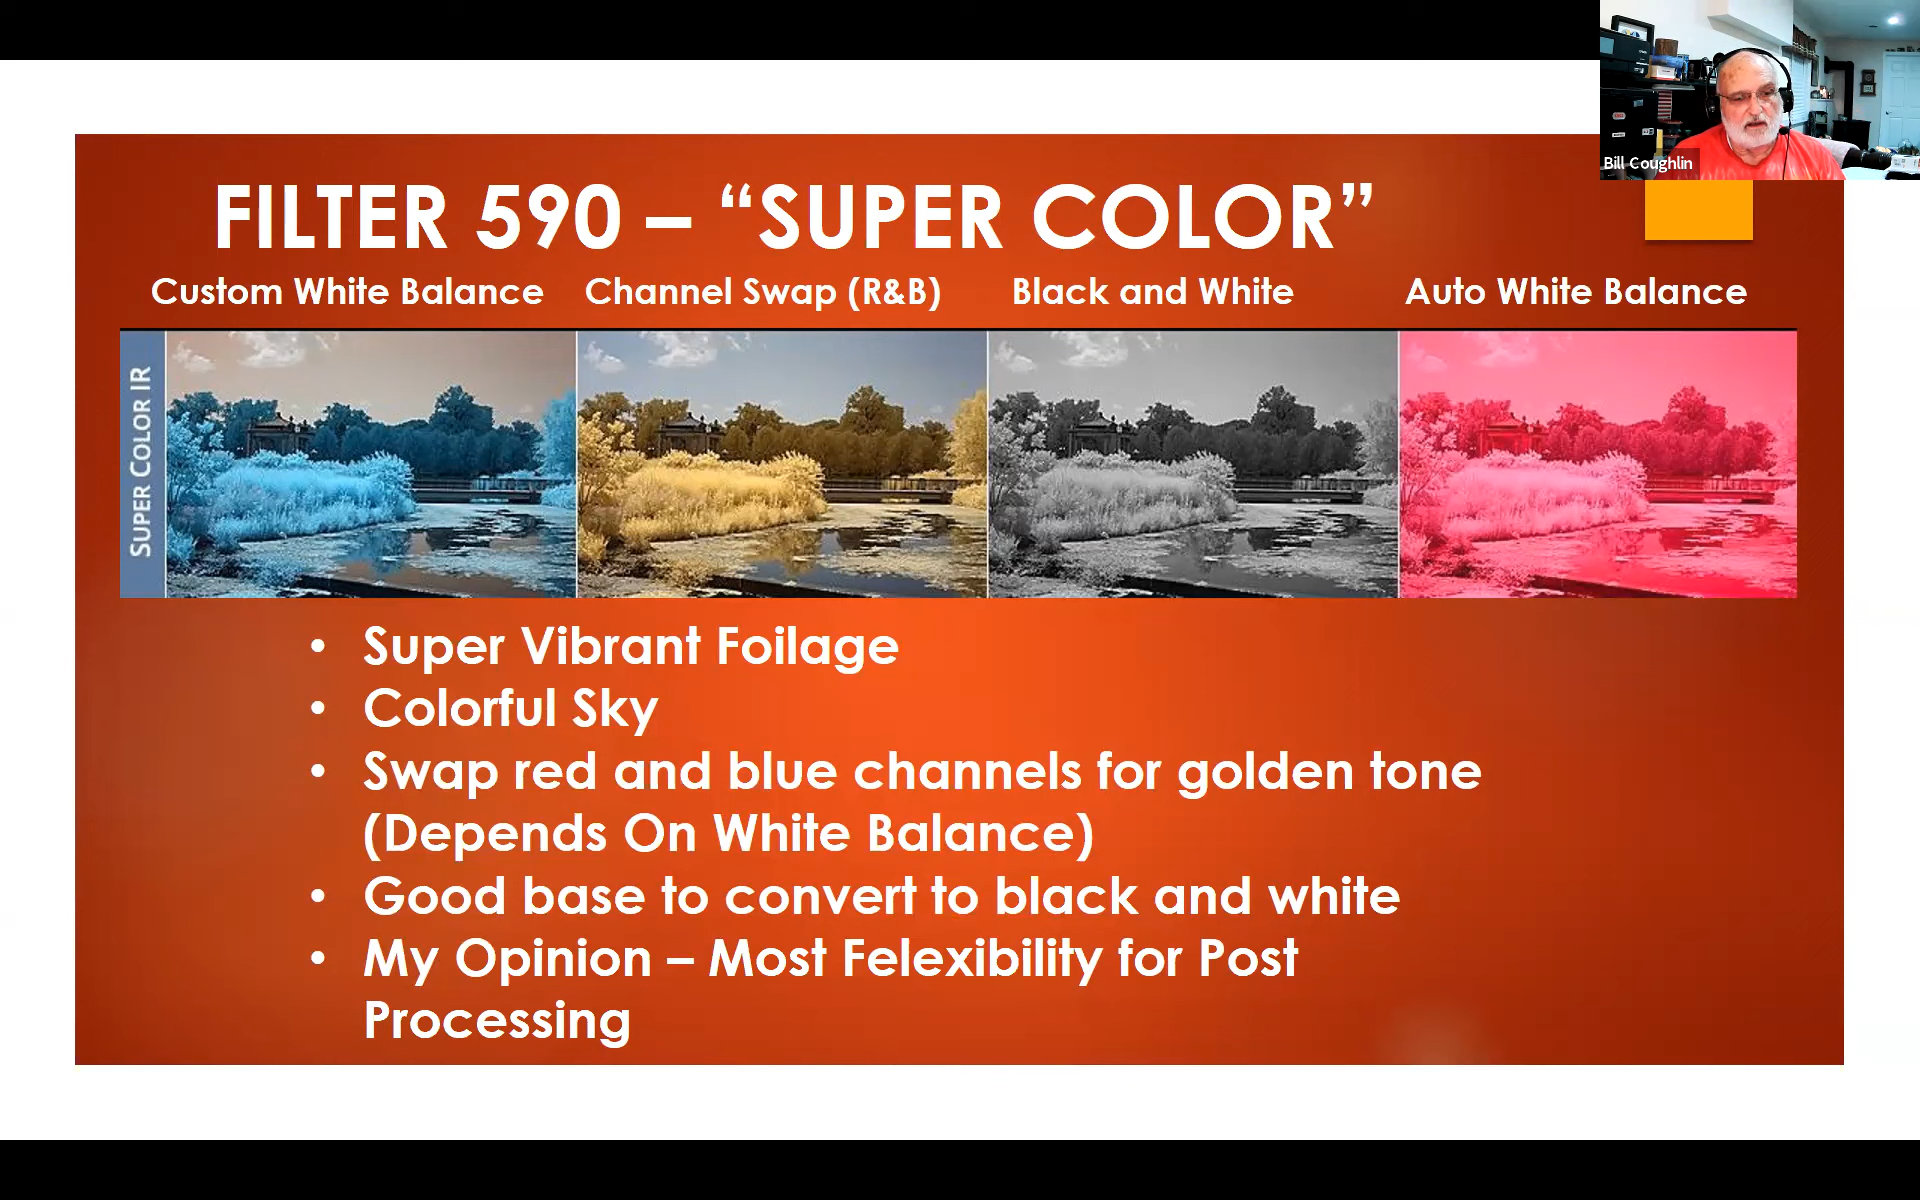 Bill Coughlin
FILTER 590 – “SUPER COLOR”
Custom White Balance
Channel Swap (R&B)
Black and White
Auto White Balance
SUPER COLOR IR
• Super Vibrant Foilage
• Colorful Sky
• Swap red and blue channels for golden tone
(Depends On White Balance)
• Good base to convert to black and white
• My Opinion – Most Felexibility for Post
Processing